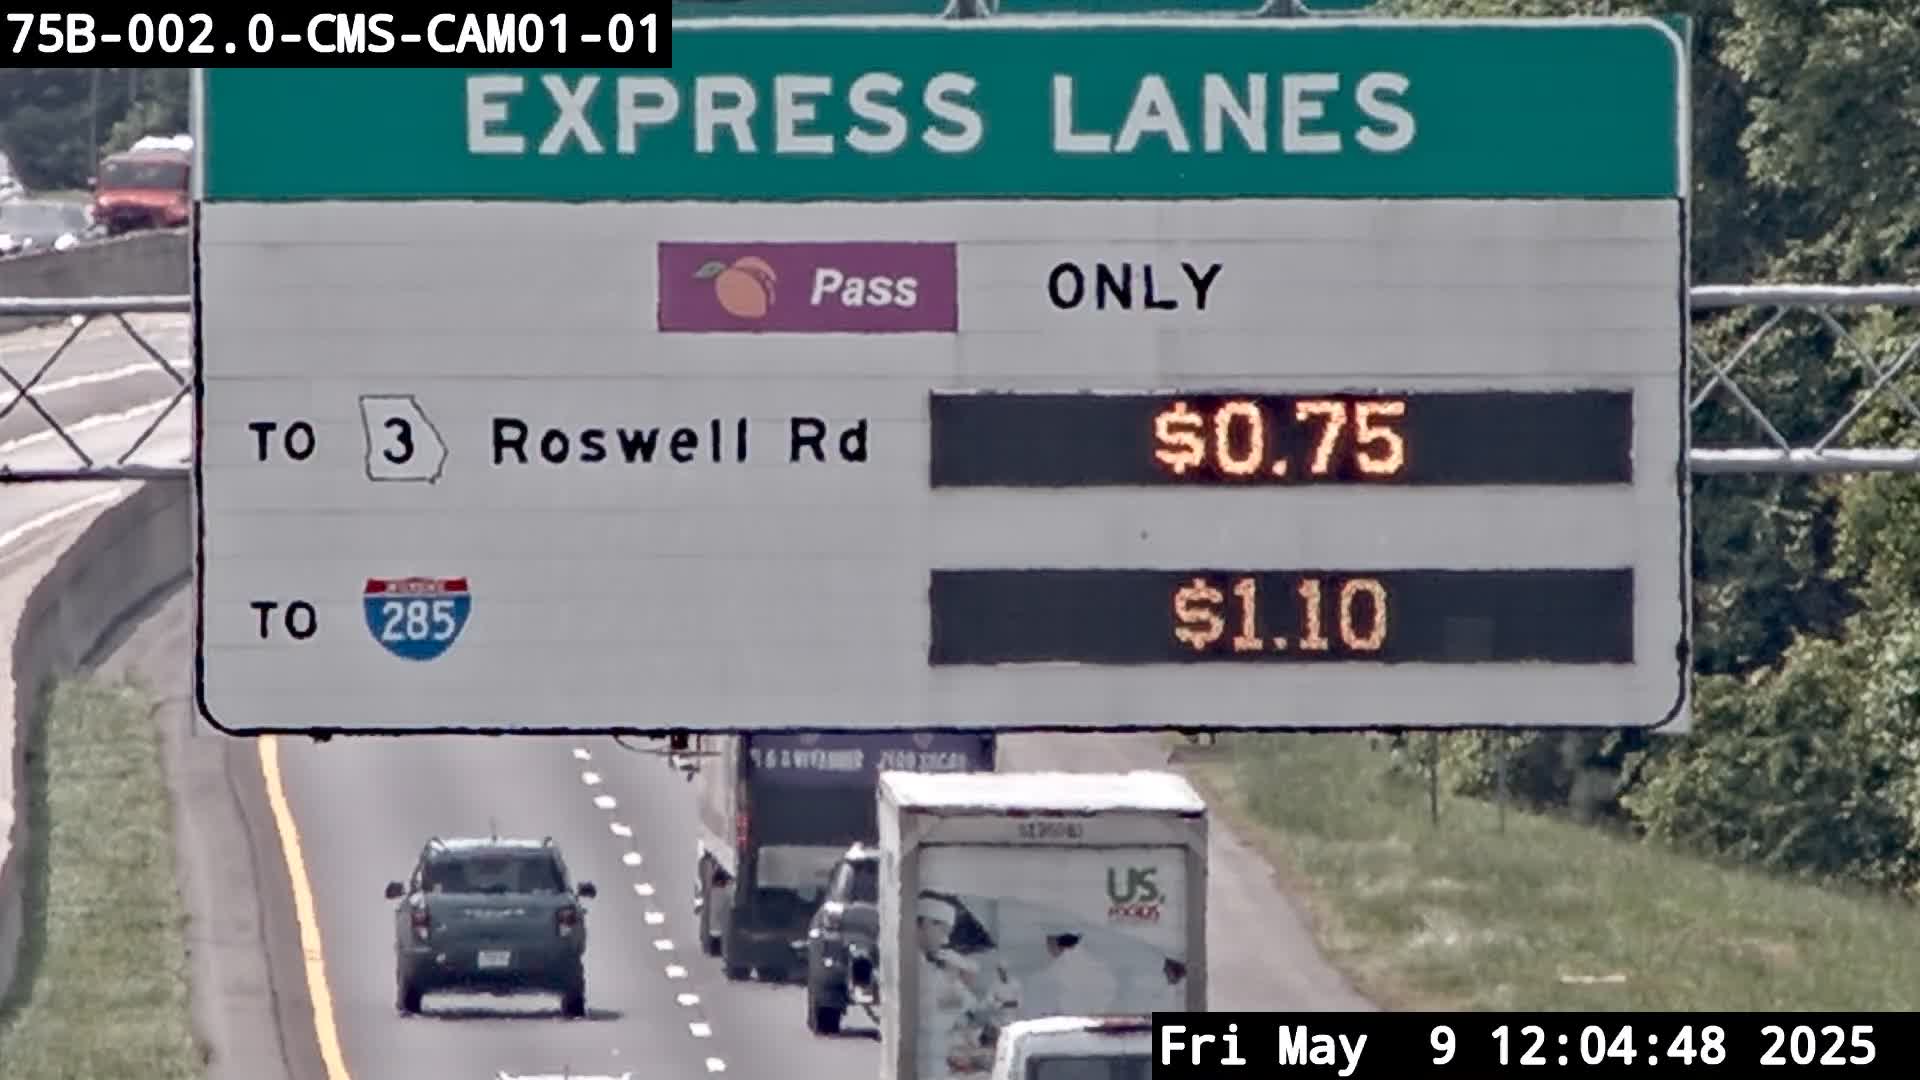 75B-002.0-CMS-CAM01-01
EXPRESS LANES
Pass ONLY
TO 3 Roswell Rd $0.75
TO 285 $1.10
US.
FOODS
Fri May 9 12:04:48 2025